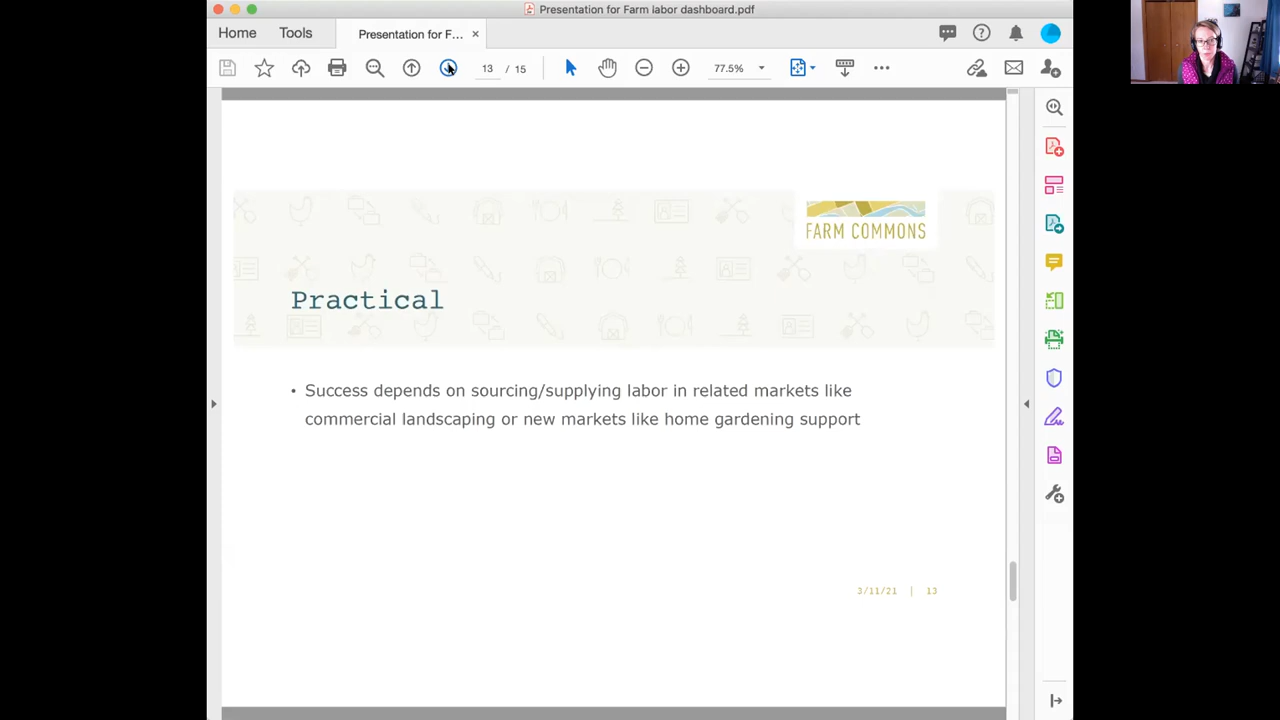 Presentation for Farm labor dashboard.pdf
Home
Tools
Presentation for F...
13 / 15
77.5%
FARM COMMONS
Practical
• Success depends on sourcing/supplying labor in related markets like
commercial landscaping or new markets like home gardening support
3/11/21 | 13